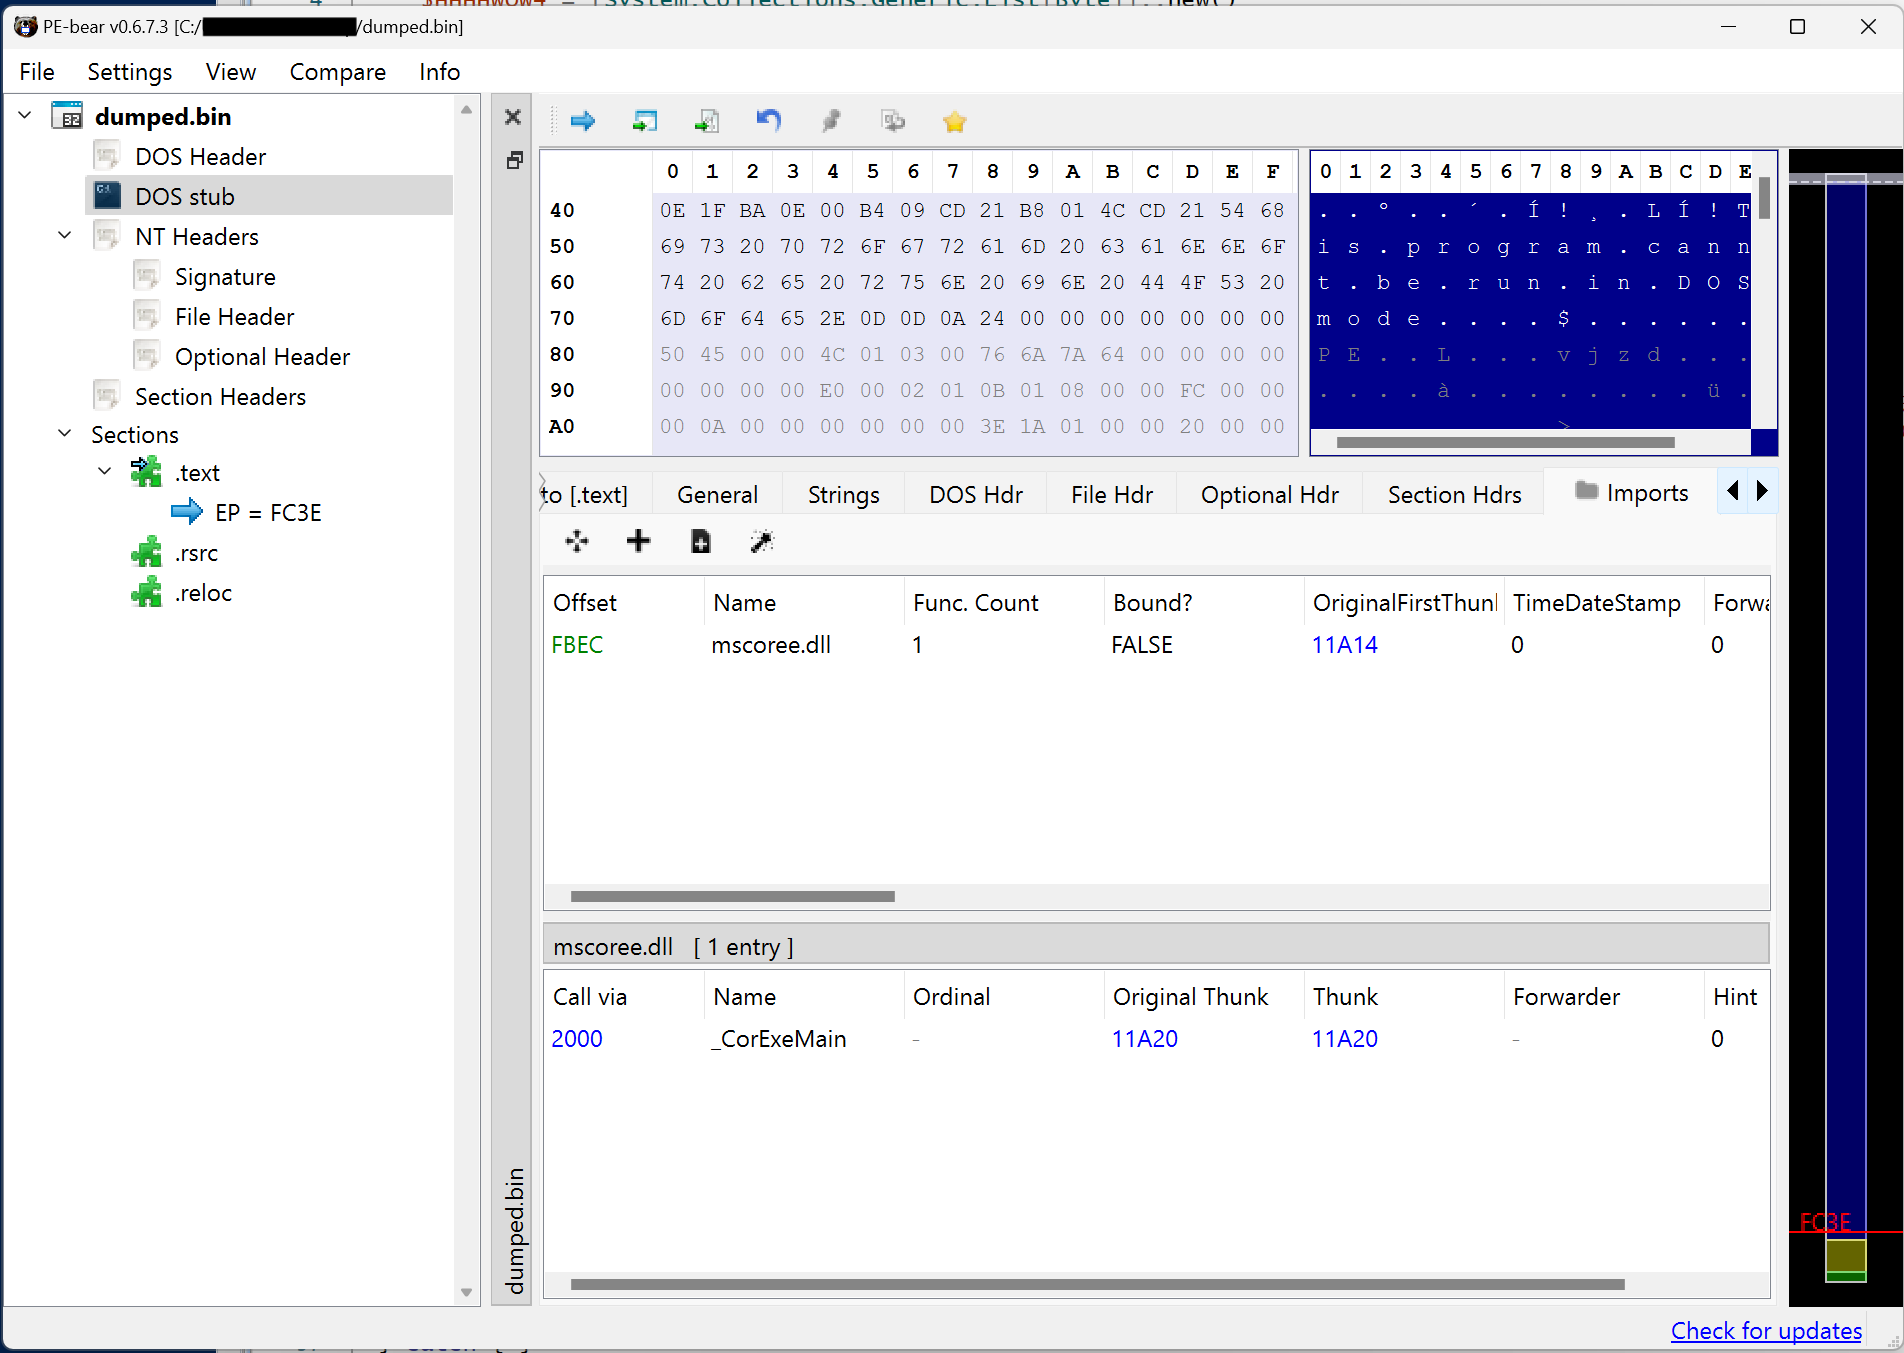 PE-bear v0.6.7.3 [C:/ /dumped.bin]
File Settings View Compare Info
dumped.bin
DOS Header
DOS stub
NT Headers
Signature
File Header
Optional Header
Section Headers
Sections
.text
EP = FC3E
.rsrc
.reloc
dumped.bin
0 1 2 3 4 5 6 7 8 9 A B C D E F
40 0E 1F BA 0E 00 B4 09 CD 21 B8 01 4C CD 21 54 68
50 69 73 20 70 72 6F 67 72 61 6D 20 63 61 6E 6E 6F
60 74 20 62 65 20 72 75 6E 20 69 6E 20 44 4F 53 20
70 6D 6F 64 65 2E 0D 0D 0A 24 00 00 00 00 00 00 00
80 50 45 00 00 4C 01 03 00 76 6A 7A 64 00 00 00 00
90 00 00 00 00 E0 00 02 01 0B 01 08 00 00 FC 00 00
A0 00 0A 00 00 00 00 00 00 3E 1A 01 00 00 20 00 00
0 1 2 3 4 5 6 7 8 9 A B C D E
. . º . . ´ . Í ! ¸ . L Í ! T
i s . p r o g r a m . c a n n
t . b e . r u n . i n . D O S
m o d e . . . . $ . . . . . .
P E . . L . . . v j z d . . .
. . . . à . . . . . . . . ü .
>
to [.text] General Strings DOS Hdr File Hdr Optional Hdr Section Hdrs Imports
Offset Name Func. Count Bound? OriginalFirstThunk TimeDateStamp Forwa
FBEC mscoree.dll 1 FALSE 11A14 0 0
mscoree.dll [ 1 entry ]
Call via Name Ordinal Original Thunk Thunk Forwarder Hint
2000 _CorExeMain - 11A20 11A20 - 0
FC3E
Check for updates